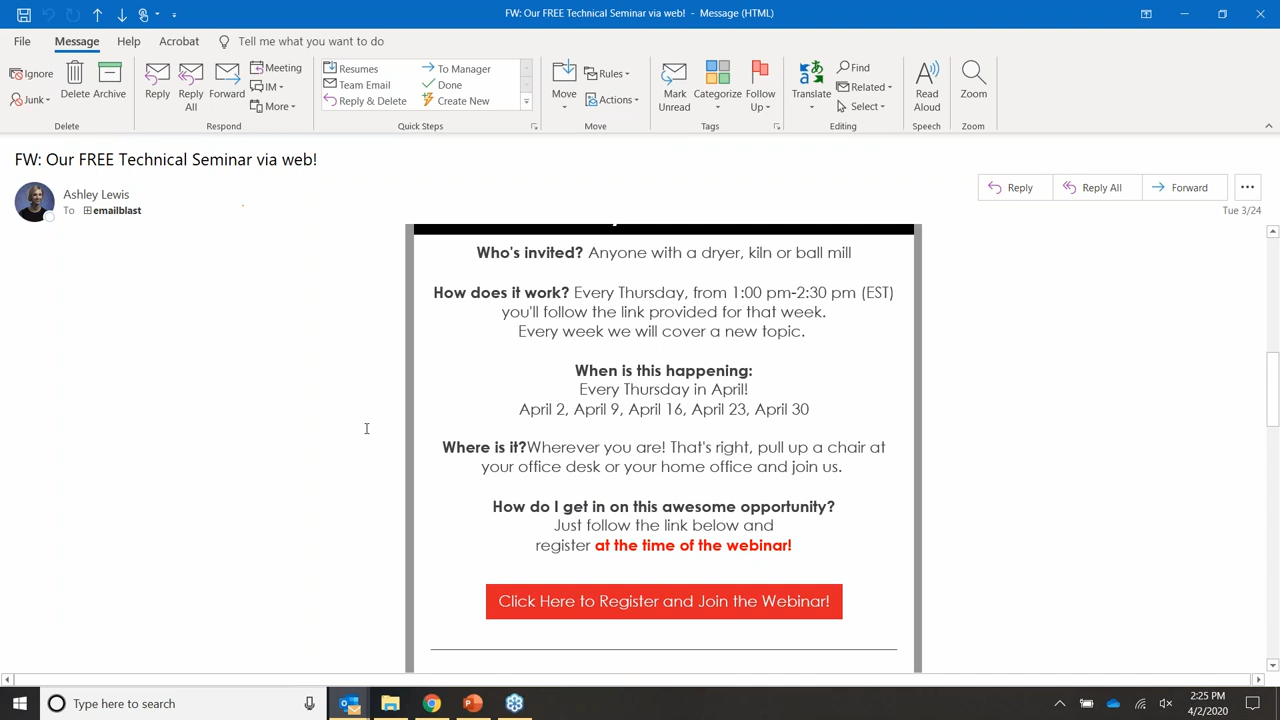 FW: Our FREE Technical Seminar via web! - Message (HTML)
File Message Help Acrobat Tell me what you want to do
Ignore
Junk
Delete
Archive
Delete
Reply
Reply All
Forward
Meeting
IM
More
Respond
Resumes
Team Email
Reply & Delete
To Manager
Done
Create New
Quick Steps
Move
Rules
Actions
Move
Mark Unread
Categorize
Follow Up
Tags
Translate
Find
Related
Select
Editing
Read Aloud
Speech
Zoom
Zoom
FW: Our FREE Technical Seminar via web!
Ashley Lewis
To emailblast
Reply Reply All Forward
Tue 3/24
Who's invited? Anyone with a dryer, kiln or ball mill
How does it work? Every Thursday, from 1:00 pm-2:30 pm (EST)
you'll follow the link provided for that week.
Every week we will cover a new topic.
When is this happening:
Every Thursday in April!
April 2, April 9, April 16, April 23, April 30
Where is it?Wherever you are! That's right, pull up a chair at
your office desk or your home office and join us.
How do I get in on this awesome opportunity?
Just follow the link below and
register at the time of the webinar!
Click Here to Register and Join the Webinar!
Type here to search
2:25 PM
4/2/2020